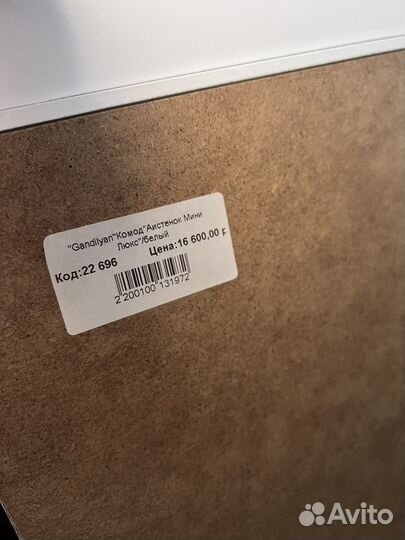 "Gandilyan"Комод"Аистенок Мини
Люкс"/белый
Код:22 696 Цена:16 600,00 р
2 200100 131972
Avito